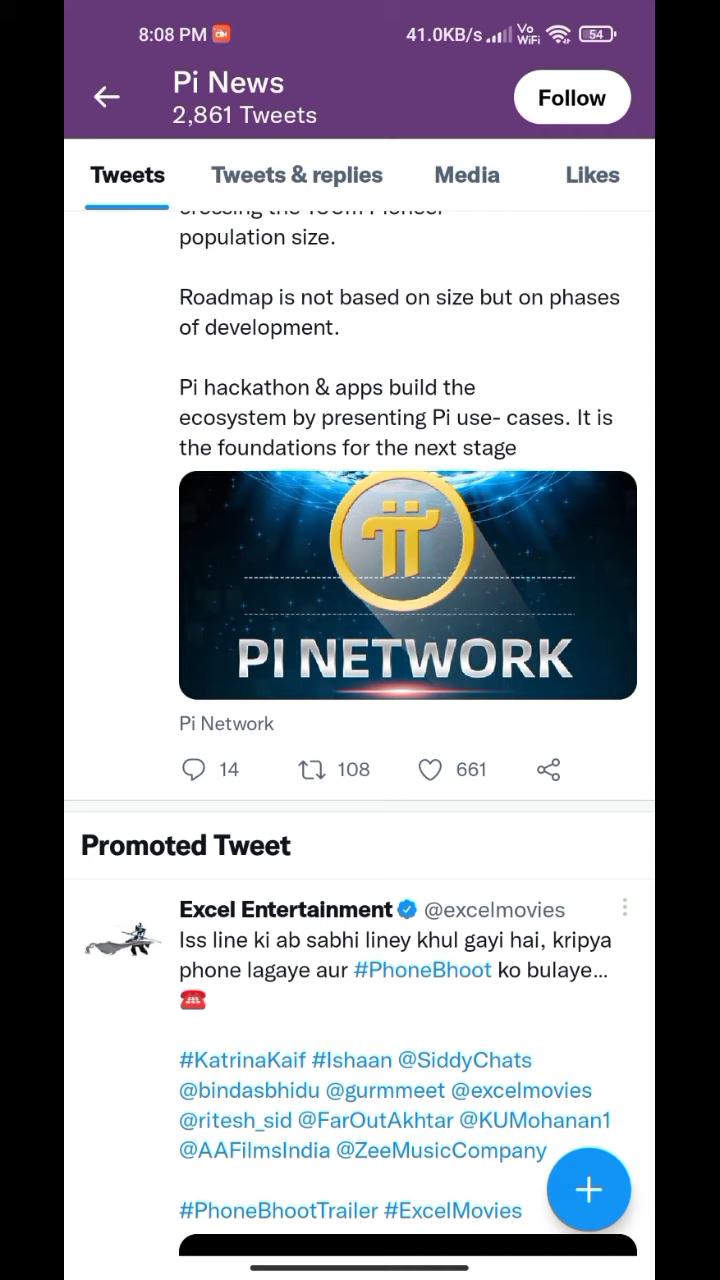 8:08 PM
41.0KB/s Vo WiFi 54
Pi News
2,861 Tweets
Follow
Tweets Tweets & replies Media Likes
crossing the 100m Pioneer
population size.
Roadmap is not based on size but on phases
of development.
Pi hackathon & apps build the
ecosystem by presenting Pi use- cases. It is
the foundations for the next stage
PI NETWORK
Pi Network
14 108 661
Promoted Tweet
Excel Entertainment @excelmovies
Iss line ki ab sabhi liney khul gayi hai, kripya
phone lagaye aur #PhoneBhoot ko bulaye...
#KatrinaKaif #Ishaan @SiddyChats
@bindasbhidu @gurmmeet @excelmovies
@ritesh_sid @FarOutAkhtar @KUMohanan1
@AAFilmsIndia @ZeeMusicCompany
#PhoneBhootTrailer #ExcelMovies